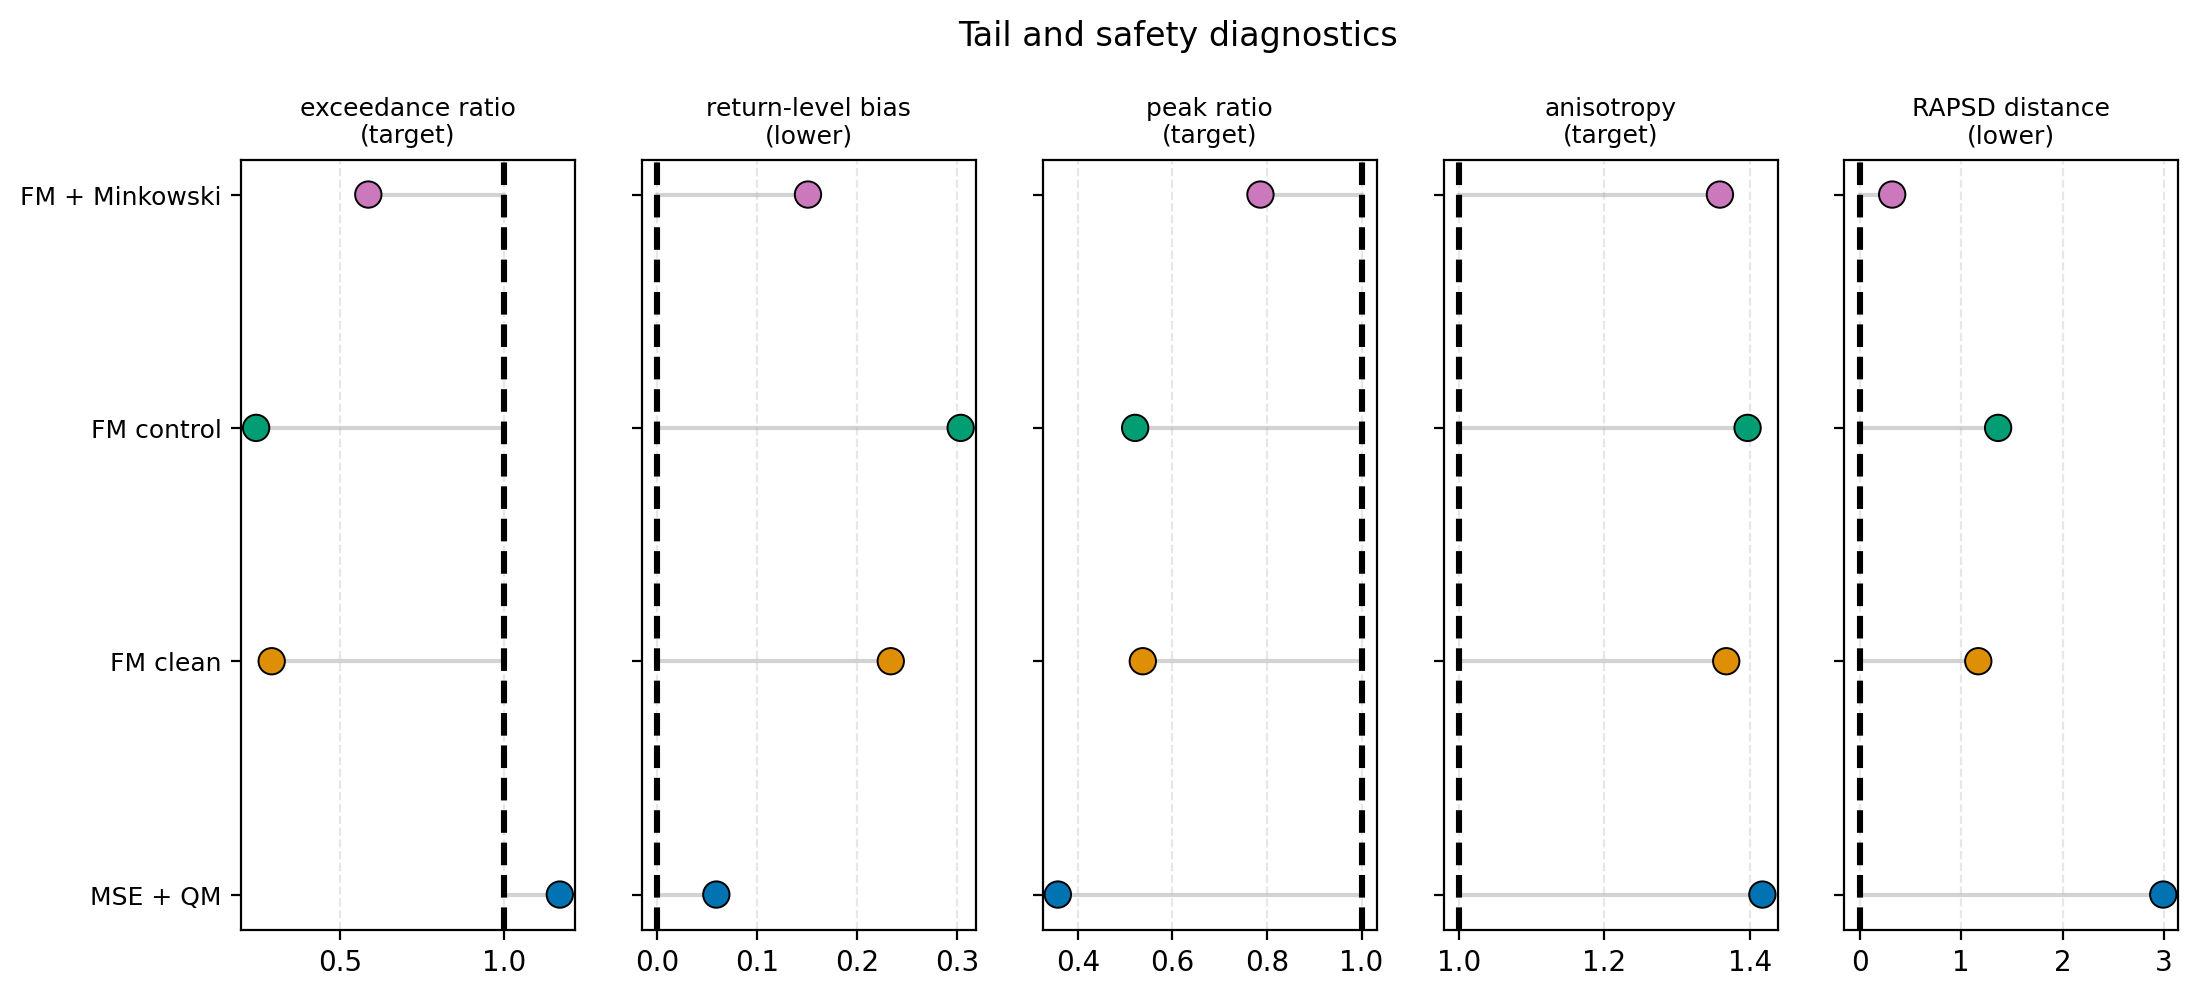 Tail and safety diagnostics
exceedance ratio
(target)
return-level bias
(lower)
peak ratio
(target)
anisotropy
(target)
RAPSD distance
(lower)
FM + Minkowski
FM control
FM clean
MSE + QM
0.5 1.0
0.0 0.1 0.2 0.3
0.4 0.6 0.8 1.0
1.0 1.2 1.4
0 1 2 3